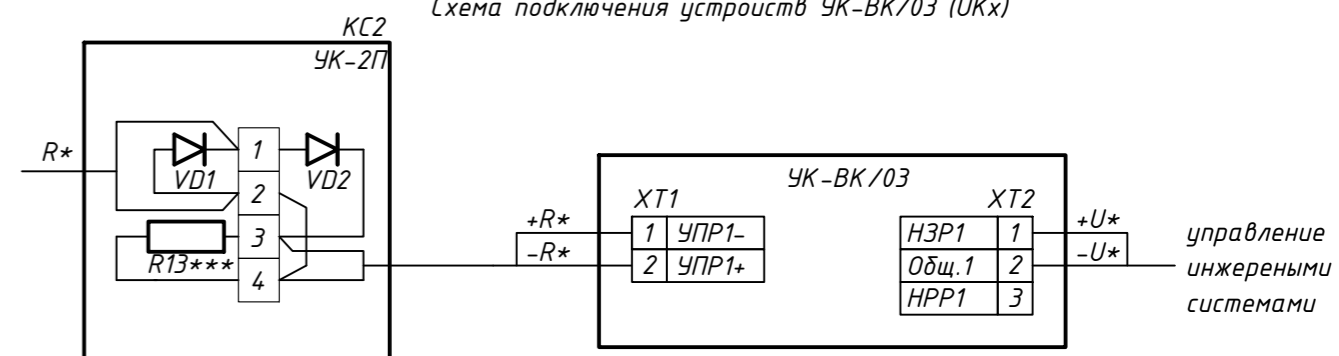 Схема подключения устройств УК-ВК/03 (UKx)
КС2
УК-2П
R*
VD1
1
VD2
2
3
R13***
4
УК-ВК/03
XT1
XT2
+R*
1 УПР1-
НЗР1 1
+U*
-R*
2 УПР1+
Общ.1 2
-U*
НРР1 3
управление
инжереными
системами